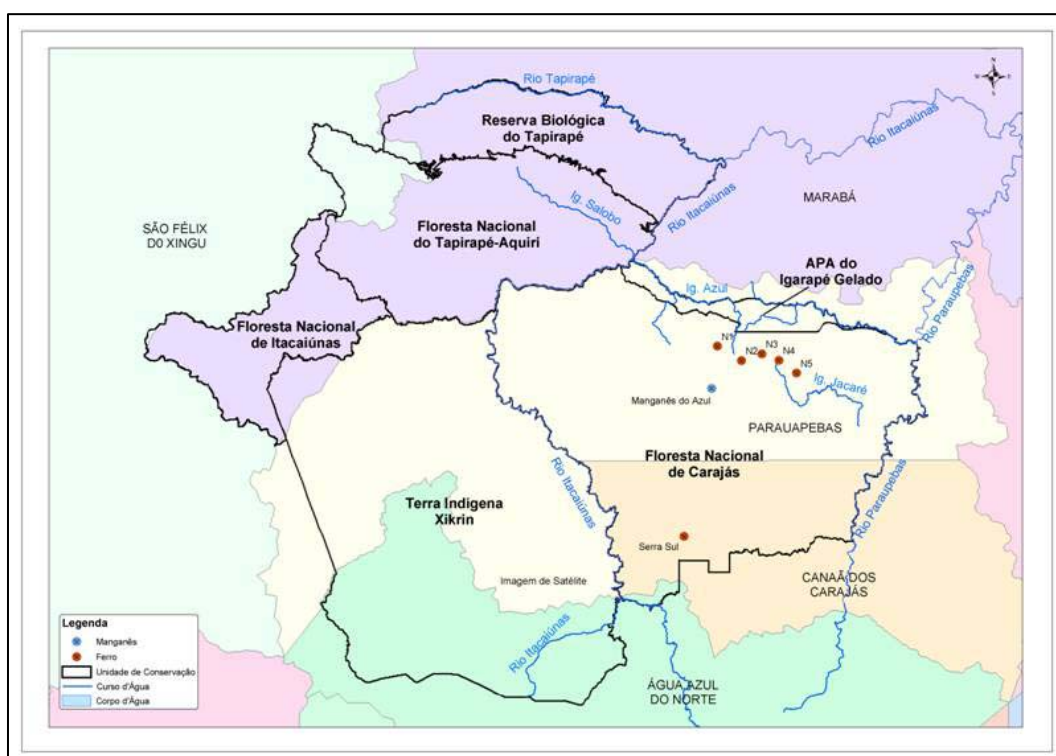 N
Rio Tapirapé
Reserva Biológica
do Tapirapé
Rio Itacaiúnas
MARABÁ
Ig. Salobo
Rio Itacaiúnas
SÃO FÉLIX
DO XINGU
Floresta Nacional
do Tapirapé-Aquiri
APA do
Igarapé Gelado
Ig. Azul
Rio Paraupebas
Floresta Nacional
de Itacaiúnas
N1
N2
N3
N4
N5
Ig. Jacaré
Manganês do Azul
PARAUAPEBAS
Floresta Nacional
de Carajás
Rio Itacaiúnas
Rio Paraupebas
Terra Indigena
Xikrin
Serra Sul
Imagem de Satélite
CANAÃ DOS
CARAJÁS
Rio Itacaiúnas
ÁGUA AZUL
DO NORTE
Legenda
Manganês
Ferro
Unidade de Conservação
Curso d'Água
Corpo d'Água